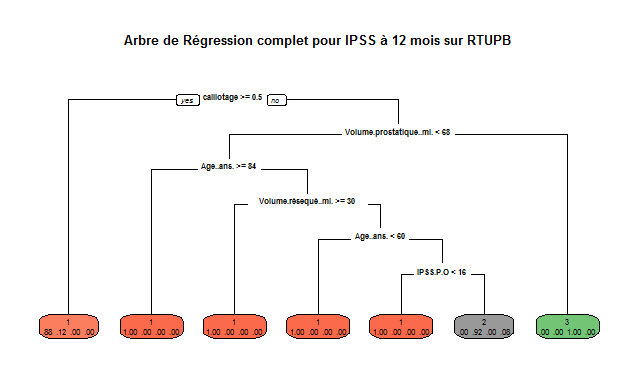 Arbre de Régression complet pour IPSS à 12 mois sur RTUPB
yes caillotage >= 0.5 no
Volume.prostatique..ml. < 68
Age..ans. >= 84
Volume.réséqué..ml. >= 30
Age..ans. < 60
IPSS.P.O < 16
1 1 1 1 1 2 3
.88 .12 .00 .00 1.00 .00 .00 .00 1.00 .00 .00 .00 1.00 .00 .00 .00 1.00 .00 .00 .00 .00 .92 .00 .08 .00 .00 1.00 .00